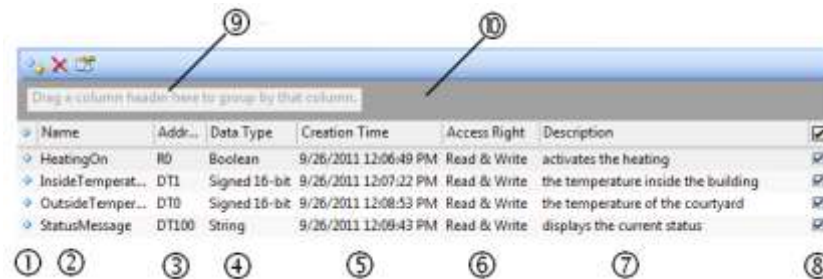 ⑨ ⑩
Drag a column header here to group by that column.
Name Addr... Data Type Creation Time Access Right Description
HeatingOn R0 Boolean 9/26/2011 12:06:49 PM Read & Write activates the heating
InsideTemperat... DT1 Signed 16-bit 9/26/2011 12:07:22 PM Read & Write the temperature inside the building
OutsideTemper... DT0 Signed 16-bit 9/26/2011 12:08:53 PM Read & Write the temperature of the courtyard
StatusMessage DT100 String 9/26/2011 12:09:43 PM Read & Write displays the current status
① ② ③ ④ ⑤ ⑥ ⑦ ⑧